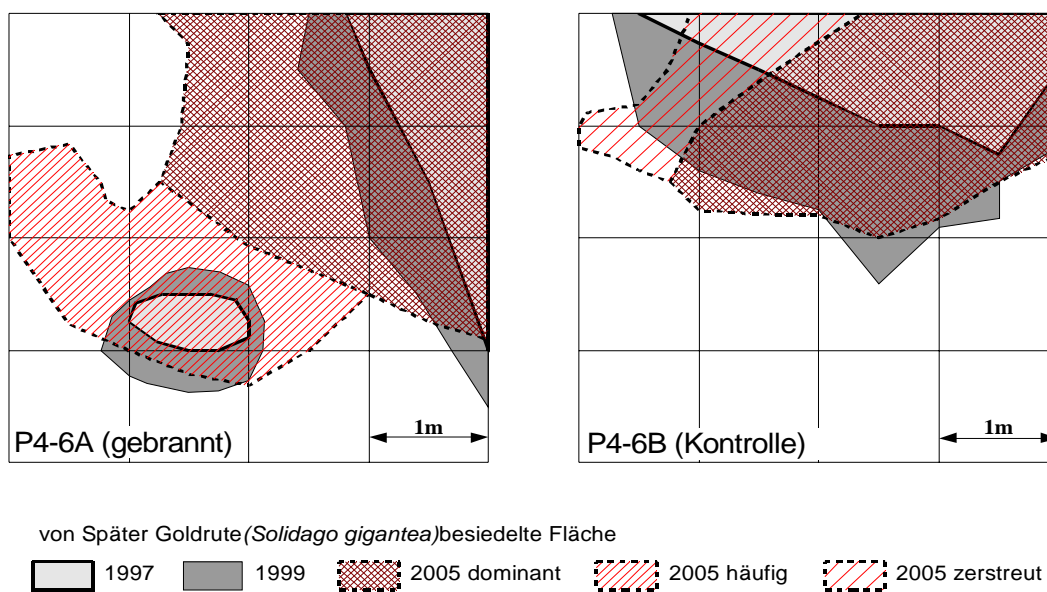 1m
1m
P4-6A (gebrannt)
P4-6B (Kontrolle)
von Später Goldrute(Solidago gigantea)besiedelte Fläche
1997
1999
2005 dominant
2005 häufig
2005 zerstreut